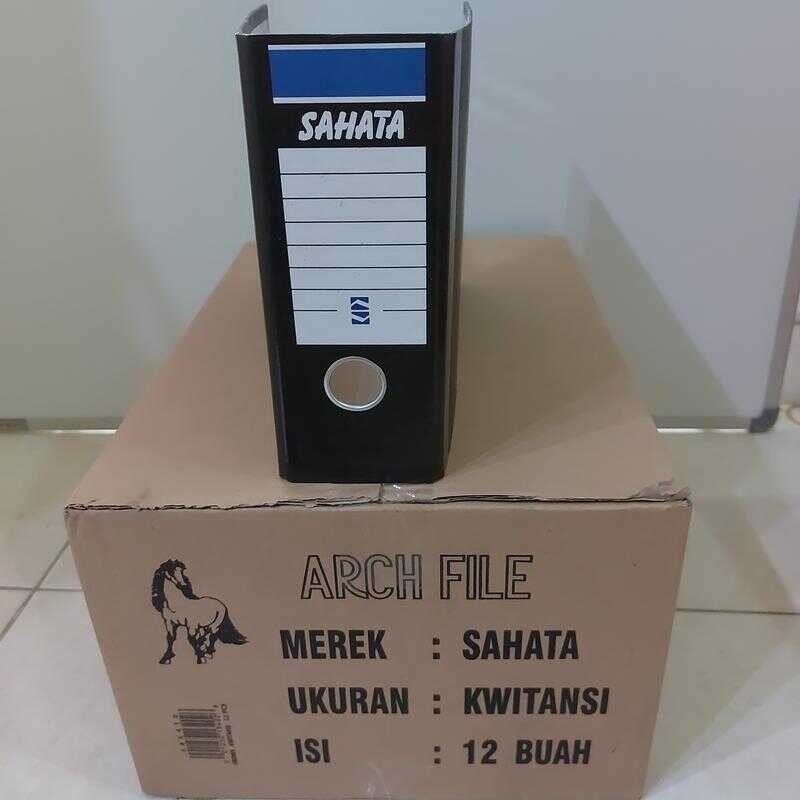 SAHATA
ARCH FILE
MEREK : SAHATA
UKURAN : KWITANSI
ISI : 12 BUAH